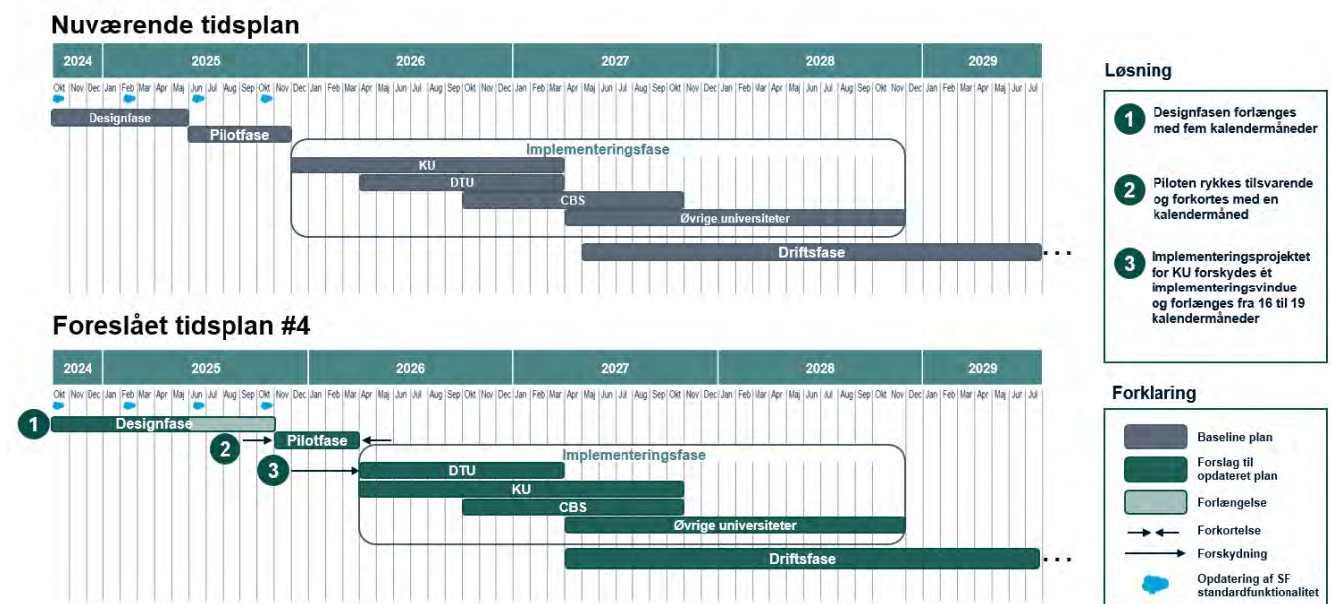 Nuværende tidsplan
2024 2025 2026 2027 2028 2029
Okt Nov Dec Jan Feb Mar Apr Maj Jun Jul Aug Sep Okt Nov Dec Jan Feb Mar Apr Maj Jun Jul Aug Sep Okt Nov Dec Jan Feb Mar Apr Maj Jun Jul Aug Sep Okt Nov Dec Jan Feb Mar Apr Maj Jun Jul Aug Sep Okt Nov Dec Jan Feb Mar Apr Maj Jun Jul
Designfase
Pilotfase
Implementeringsfase
KU
DTU
CBS
Øvrige universiteter
Driftsfase
Foreslået tidsplan #4
2024 2025 2026 2027 2028 2029
Okt Nov Dec Jan Feb Mar Apr Maj Jun Jul Aug Sep Okt Nov Dec Jan Feb Mar Apr Maj Jun Jul Aug Sep Okt Nov Dec Jan Feb Mar Apr Maj Jun Jul Aug Sep Okt Nov Dec Jan Feb Mar Apr Maj Jun Jul Aug Sep Okt Nov Dec Jan Feb Mar Apr Maj Jun Jul
1 Designfase
2 Pilotfase
Implementeringsfase
3 DTU
KU
CBS
Øvrige universiteter
Driftsfase
Løsning
1 Designfasen forlænges
med fem kalendermåneder
2 Piloten rykkes tilsvarende
og forkortes med en
kalendermåned
3 Implementeringsprojektet
for KU forskydes ét
implementeringsvindue
og forlænges fra 16 til 19
kalendermåneder
Forklaring
Baseline plan
Forslag til
opdateret plan
Forlængelse
Forkortelse
Forskydning
Opdatering af SF
standardfunktionalitet